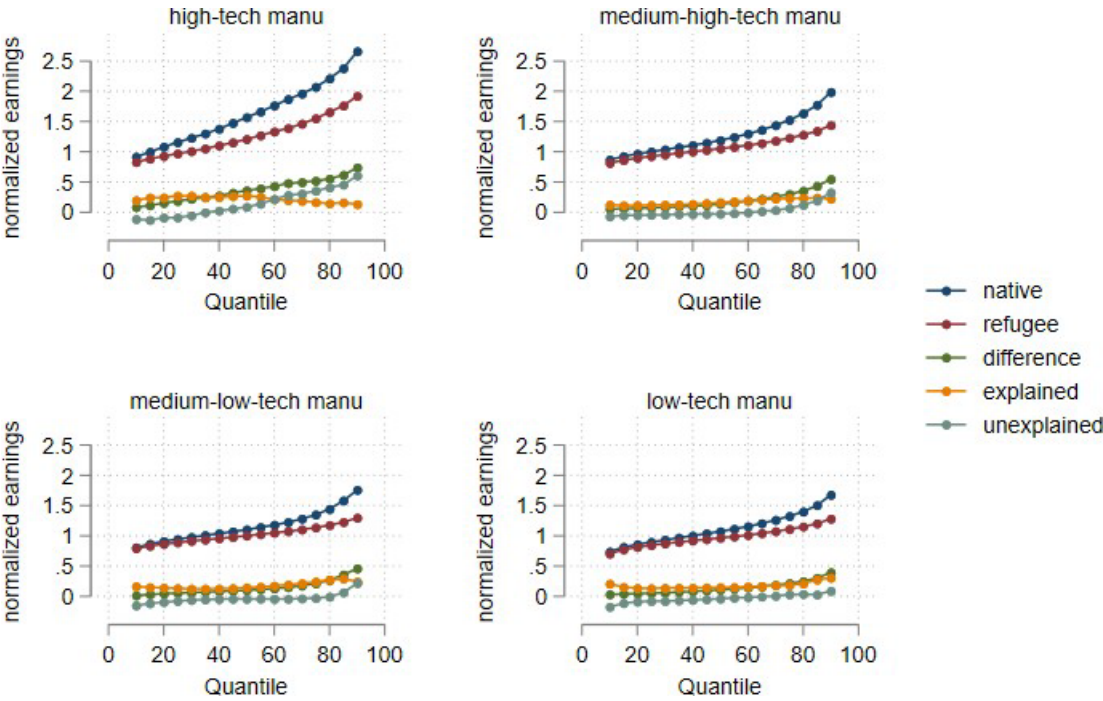 high-tech manu
normalized earnings
2.5
2
1.5
1
.5
0
0 20 40 60 80 100
Quantile
medium-high-tech manu
normalized earnings
2.5
2
1.5
1
.5
0
0 20 40 60 80 100
Quantile
medium-low-tech manu
normalized earnings
2.5
2
1.5
1
.5
0
0 20 40 60 80 100
Quantile
low-tech manu
normalized earnings
2.5
2
1.5
1
.5
0
0 20 40 60 80 100
Quantile
native
refugee
difference
explained
unexplained